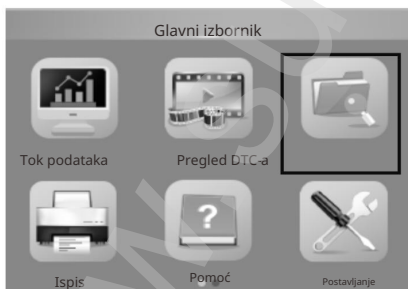 Glavni izbornik
Tok podataka
Pregled DTC-a
Ispis
Pomoć
Postavljanje